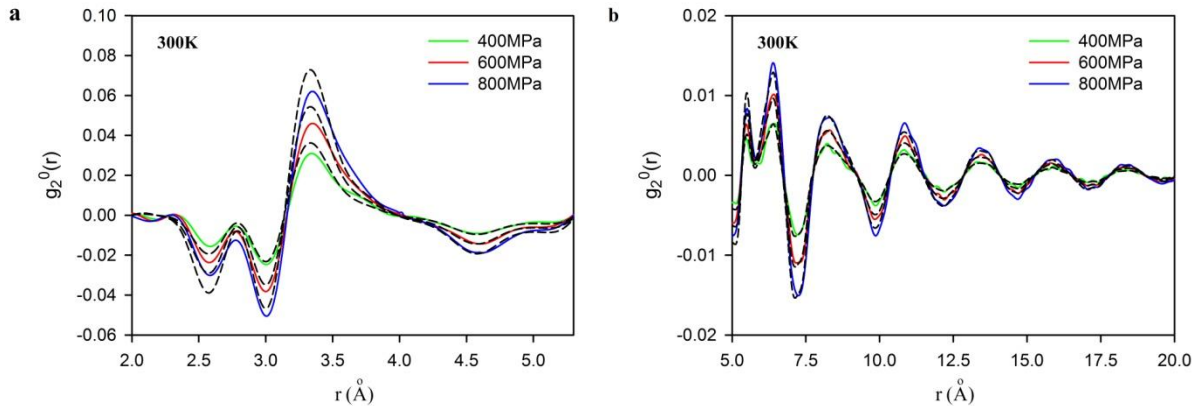 a
300K
400MPa
600MPa
800MPa
0.10
0.08
0.06
0.04
0.02
0.00
-0.02
-0.04
-0.06
g₂⁰(r)
2.0 2.5 3.0 3.5 4.0 4.5 5.0
r (Å)
b
300K
400MPa
600MPa
800MPa
0.02
0.01
0.00
-0.01
-0.02
g₂⁰(r)
5.0 7.5 10.0 12.5 15.0 17.5 20.0
r (Å)